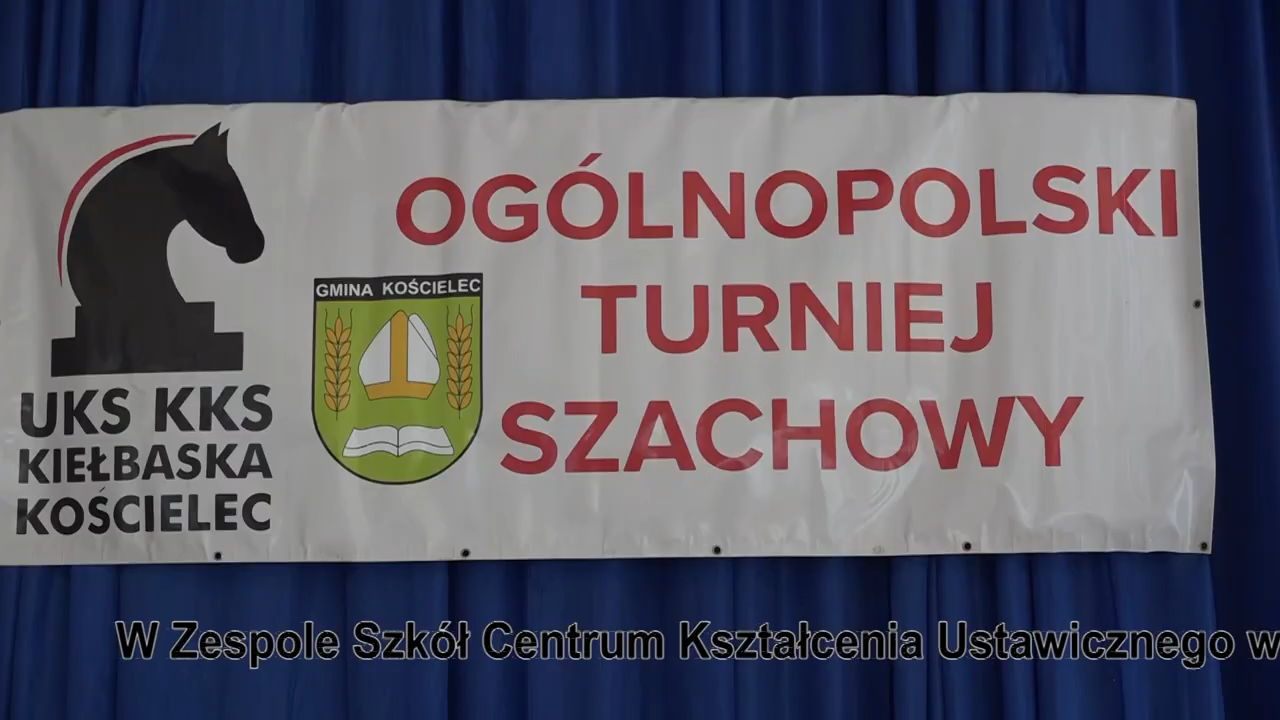 UKS KKS
KIEŁBASKA
KOŚCIELEC
GMINA KOŚCIELEC
OGÓLNOPOLSKI
TURNIEJ
SZACHOWY
W Zespole Szkół Centrum Kształcenia Ustawicznego w